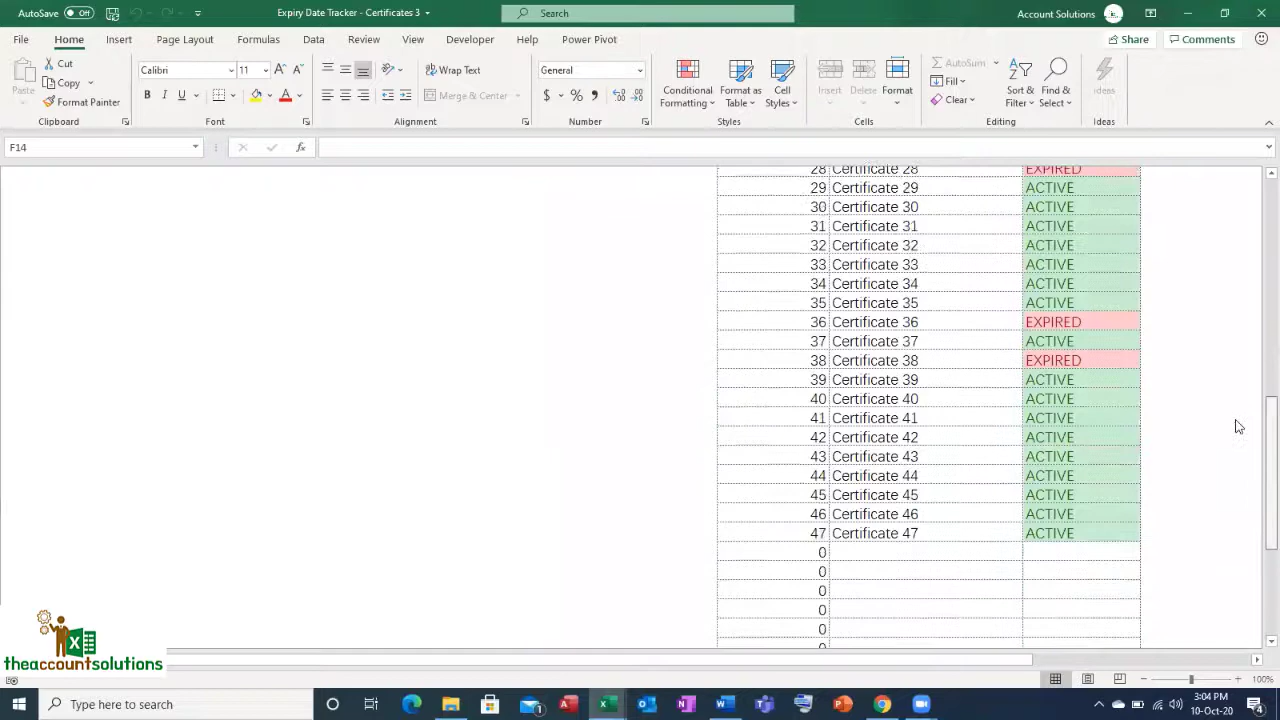 AutoSave Off
Expiry Date Tracker - Certificates 3
Search
Account Solutions
File Home Insert Page Layout Formulas Data Review View Developer Help Power Pivot
Share Comments
Paste
Cut
Copy
Format Painter
Clipboard
Calibri 11
B I U
Font
Wrap Text
Merge & Center
Alignment
General
$ % ,
Number
Conditional Formatting
Format as Table
Cell Styles
Styles
Insert Delete Format
Cells
AutoSum
Fill
Clear
Sort & Filter
Find & Select
Editing
Ideas
Ideas
F14
fx
28 Certificate 28 EXPIRED
29 Certificate 29 ACTIVE
30 Certificate 30 ACTIVE
31 Certificate 31 ACTIVE
32 Certificate 32 ACTIVE
33 Certificate 33 ACTIVE
34 Certificate 34 ACTIVE
35 Certificate 35 ACTIVE
36 Certificate 36 EXPIRED
37 Certificate 37 ACTIVE
38 Certificate 38 EXPIRED
39 Certificate 39 ACTIVE
40 Certificate 40 ACTIVE
41 Certificate 41 ACTIVE
42 Certificate 42 ACTIVE
43 Certificate 43 ACTIVE
44 Certificate 44 ACTIVE
45 Certificate 45 ACTIVE
46 Certificate 46 ACTIVE
47 Certificate 47 ACTIVE
0
0
0
0
0
theaccountsolutions
100%
Type here to search
3:04 PM
10-Oct-20